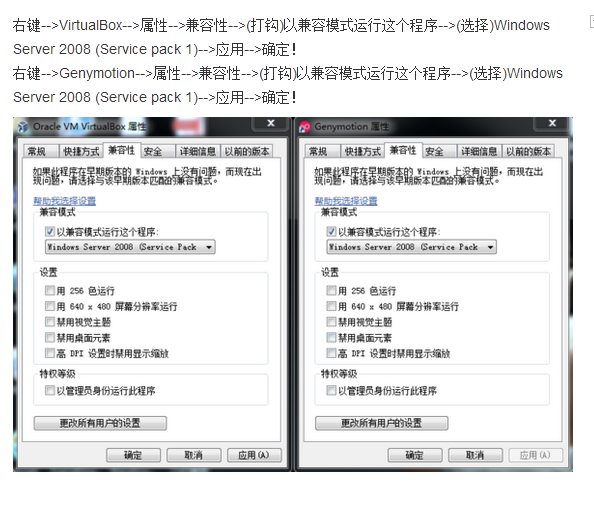 右键-->VirtualBox-->属性-->兼容性-->(打钩)以兼容模式运行这个程序-->(选择)Windows
Server 2008 (Service pack 1)-->应用-->确定！
右键-->Genymotion-->属性-->兼容性-->(打钩)以兼容模式运行这个程序-->(选择)Windows
Server 2008 (Service pack 1)-->应用-->确定！
Oracle VM VirtualBox 属性
常规 快捷方式 兼容性 安全 详细信息 以前的版本
如果此程序在早期版本的 Windows 上没有问题，而现在出
现问题，请选择与该早期版本匹配的兼容模式。
帮助我选择设置
兼容模式
以兼容模式运行这个程序:
Windows Server 2008 (Service Pack
设置
用 256 色运行
用 640 x 480 屏幕分辨率运行
禁用视觉主题
禁用桌面元素
高 DPI 设置时禁用显示缩放
特权等级
以管理员身份运行此程序
更改所有用户的设置
确定 取消 应用(A)
Genymotion 属性
常规 快捷方式 兼容性 安全 详细信息 以前的版本
如果此程序在早期版本的 Windows 上没有问题，而现在出
现问题，请选择与该早期版本匹配的兼容模式。
帮助我选择设置
兼容模式
以兼容模式运行这个程序:
Windows Server 2008 (Service Pack
设置
用 256 色运行
用 640 x 480 屏幕分辨率运行
禁用视觉主题
禁用桌面元素
高 DPI 设置时禁用显示缩放
特权等级
以管理员身份运行此程序
更改所有用户的设置
确定 取消 应用(A)